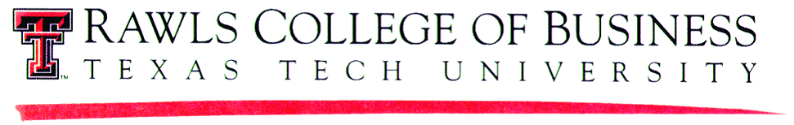 RAWLS COLLEGE OF BUSINESS
TEXAS TECH UNIVERSITY